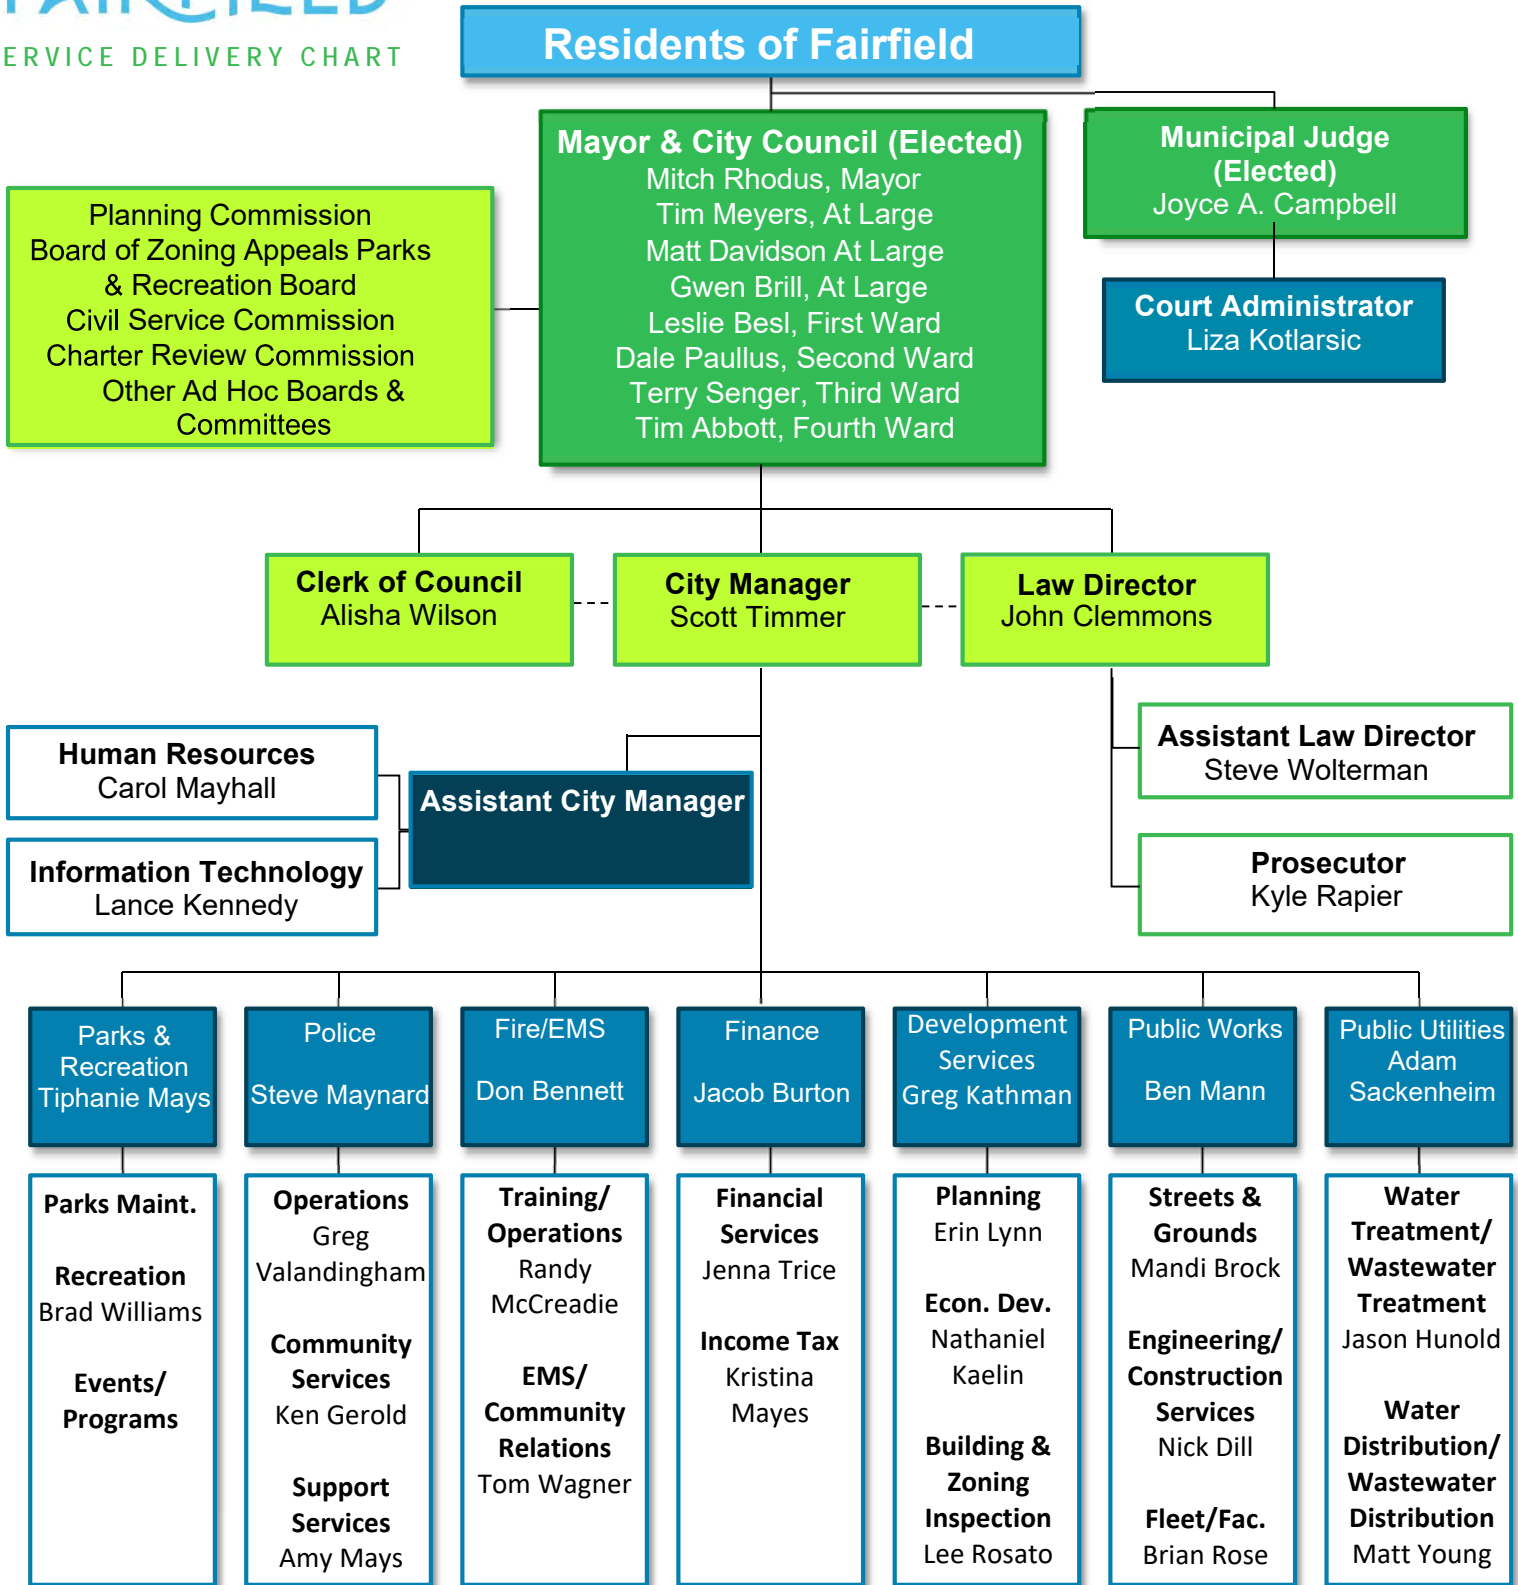 FAIRFIELD
ERVICE DELIVERY CHART
Residents of Fairfield
Mayor & City Council (Elected)
Mitch Rhodus, Mayor
Tim Meyers, At Large
Matt Davidson At Large
Gwen Brill, At Large
Leslie Besl, First Ward
Dale Paullus, Second Ward
Terry Senger, Third Ward
Tim Abbott, Fourth Ward
Municipal Judge
(Elected)
Joyce A. Campbell
Court Administrator
Liza Kotlarsic
Planning Commission
Board of Zoning Appeals Parks
& Recreation Board
Civil Service Commission
Charter Review Commission
Other Ad Hoc Boards &
Committees
Clerk of Council
Alisha Wilson
City Manager
Scott Timmer
Law Director
John Clemmons
Human Resources
Carol Mayhall
Information Technology
Lance Kennedy
Assistant City Manager
Assistant Law Director
Steve Wolterman
Prosecutor
Kyle Rapier
Parks &
Recreation
Tiphanie Mays
Police
Steve Maynard
Fire/EMS
Don Bennett
Finance
Jacob Burton
Development
Services
Greg Kathman
Public Works
Ben Mann
Public Utilities
Adam
Sackenheim
Parks Maint.
Recreation
Brad Williams
Events/
Programs
Operations
Greg
Valandingham
Community
Services
Ken Gerold
Support
Services
Amy Mays
Training/
Operations
Randy
McCreadie
EMS/
Community
Relations
Tom Wagner
Financial
Services
Jenna Trice
Income Tax
Kristina
Mayes
Planning
Erin Lynn
Econ. Dev.
Nathaniel
Kaelin
Building &
Zoning
Inspection
Lee Rosato
Streets &
Grounds
Mandi Brock
Engineering/
Construction
Services
Nick Dill
Fleet/Fac.
Brian Rose
Water
Treatment/
Wastewater
Treatment
Jason Hunold
Water
Distribution/
Wastewater
Distribution
Matt Young